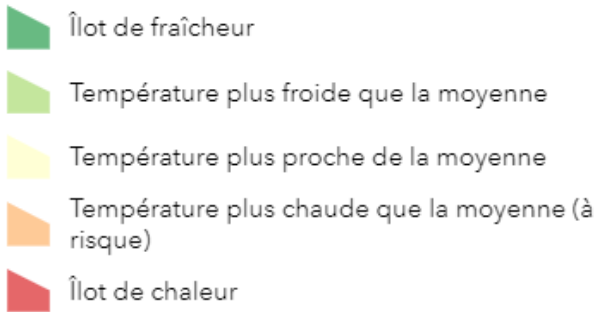 Îlot de fraîcheur
Température plus froide que la moyenne
Température plus proche de la moyenne
Température plus chaude que la moyenne (à
risque)
Îlot de chaleur